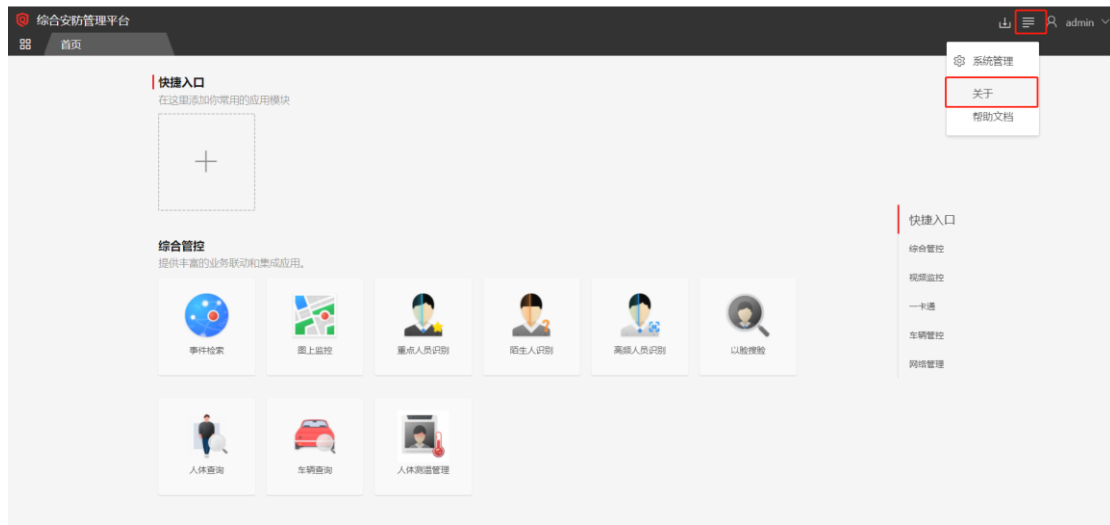 综合安防管理平台
admin
首页
系统管理
关于
帮助文档
快捷入口
在这里添加你常用的应用模块
综合管控
提供丰富的业务联动和集成应用。
事件检索
图上监控
重点人员识别
陌生人识别
高频人员识别
以脸搜脸
人体查询
车辆查询
人体测温管理
快捷入口
综合管控
视频监控
一卡通
车辆管控
网络管理